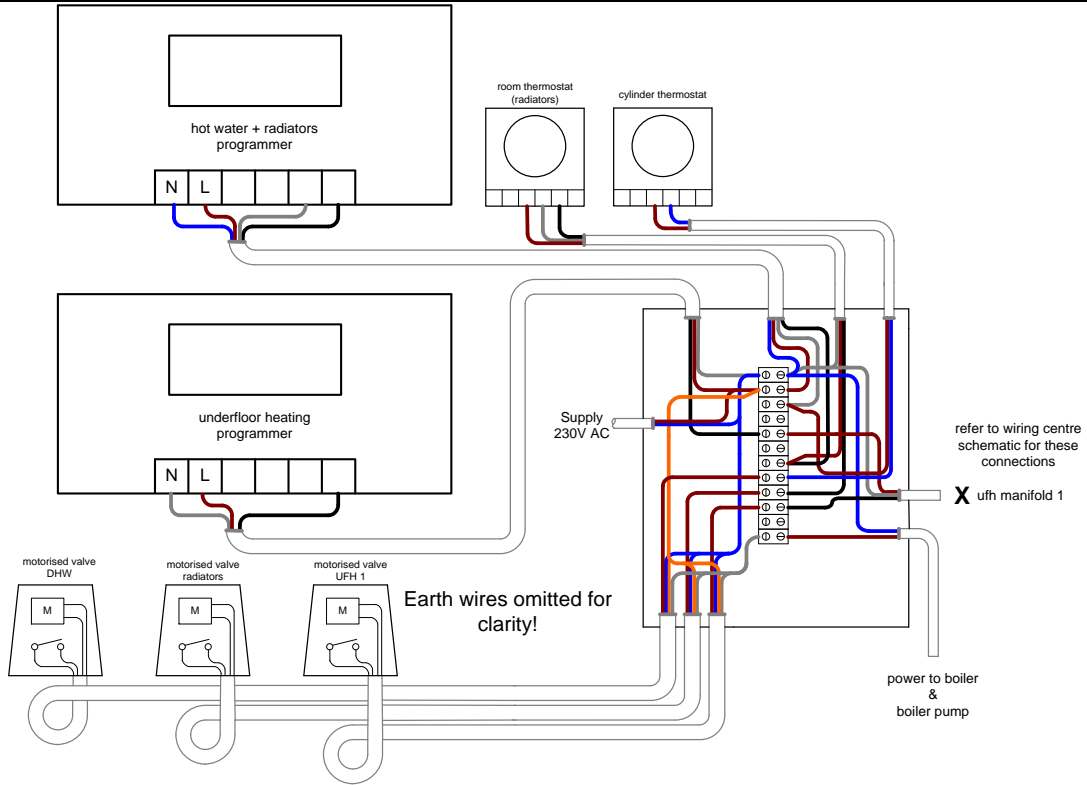 hot water + radiators
programmer
N L
room thermostat
(radiators)
cylinder thermostat
underfloor heating
programmer
N L
Supply
230V AC
refer to wiring centre
schematic for these
connections
X ufh manifold 1
motorised valve
DHW
M
motorised valve
radiators
M
motorised valve
UFH 1
M
Earth wires omitted for
clarity!
power to boiler
&
boiler pump